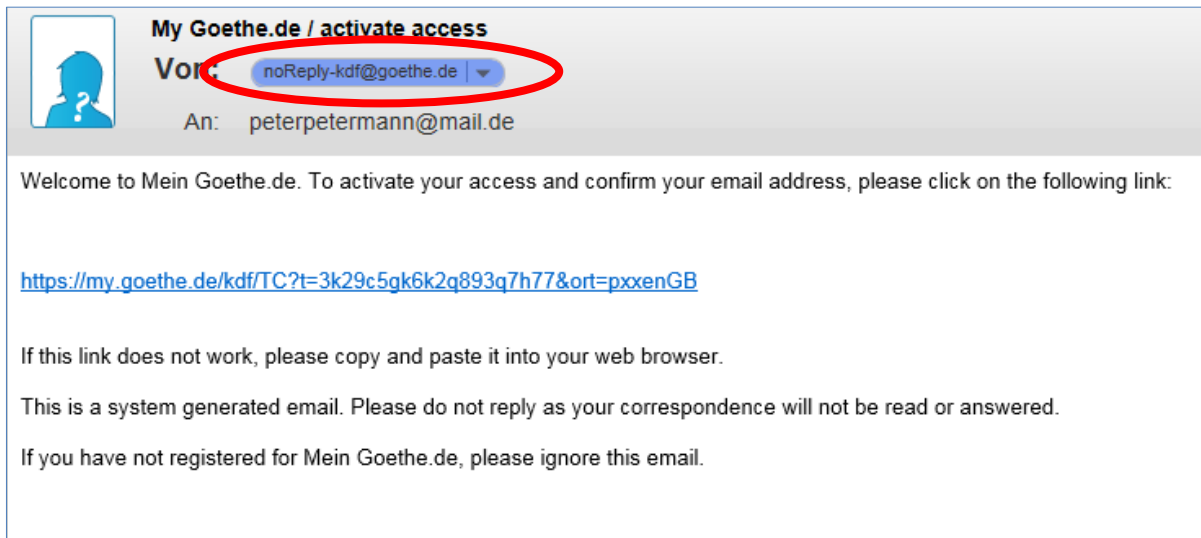 My Goethe.de / activate access
Von: noReply-kdf@goethe.de
An: peterpetermann@mail.de
Welcome to Mein Goethe.de. To activate your access and confirm your email address, please click on the following link:
https://my.goethe.de/kdf/TC?t=3k29c5gk6k2q893q7h77&ort=pxxenGB
If this link does not work, please copy and paste it into your web browser.
This is a system generated email. Please do not reply as your correspondence will not be read or answered.
If you have not registered for Mein Goethe.de, please ignore this email.